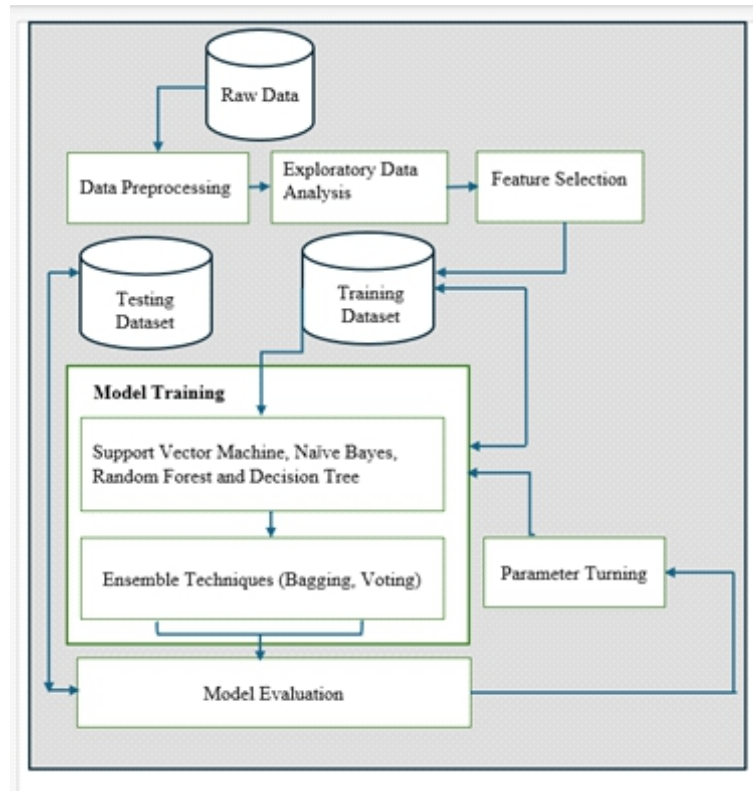 Raw Data
Data Preprocessing
Exploratory Data
Analysis
Feature Selection
Testing
Dataset
Training
Dataset
Model Training
Support Vector Machine, Naïve Bayes,
Random Forest and Decision Tree
Ensemble Techniques (Bagging, Voting)
Parameter Turning
Model Evaluation